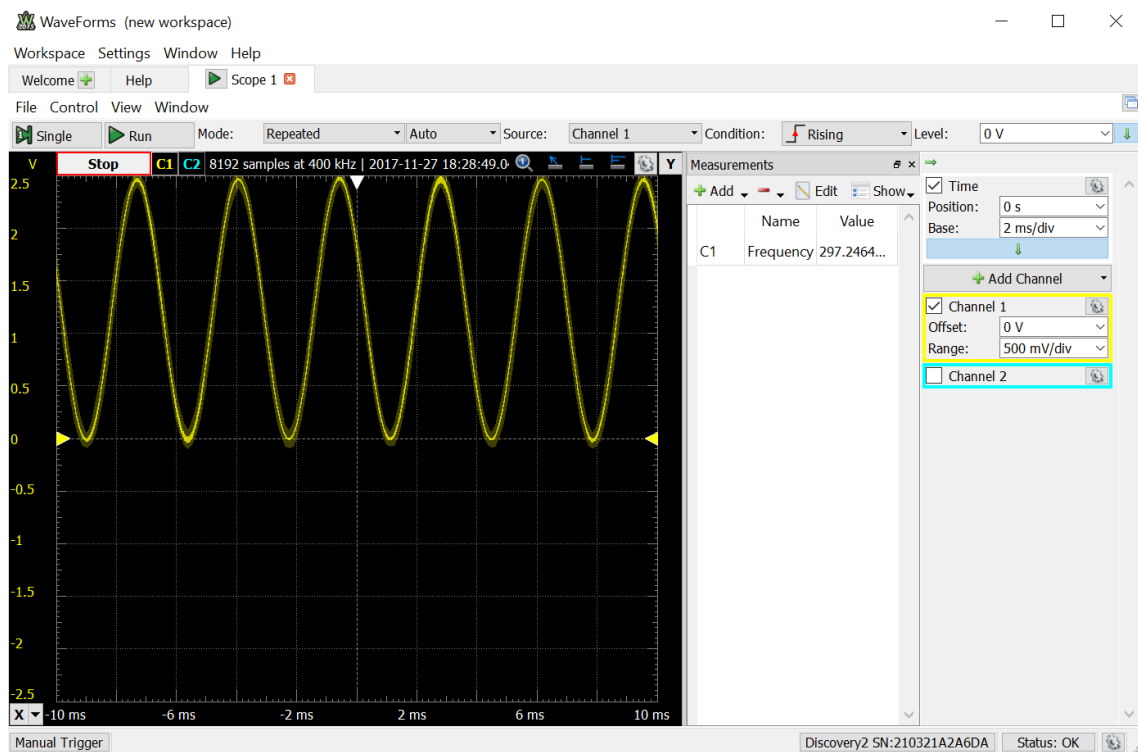 WaveForms (new workspace)
Workspace Settings Window Help
Welcome Help Scope 1
File Control View Window
Single Run Mode: Repeated Auto Source: Channel 1 Condition: Rising Level: 0 V
V Stop C1 C2 8192 samples at 400 kHz | 2017-11-27 18:28:49.0 Y
Measurements
Add Edit Show
Name Value
C1 Frequency 297.2464...
Time
Position: 0 s
Base: 2 ms/div
Add Channel
Channel 1
Offset: 0 V
Range: 500 mV/div
Channel 2
2.5
2
1.5
1
0.5
0
-0.5
-1
-1.5
-2
-2.5
X -10 ms -6 ms -2 ms 2 ms 6 ms 10 ms
Manual Trigger Discovery2 SN:210321A2A6DA Status: OK